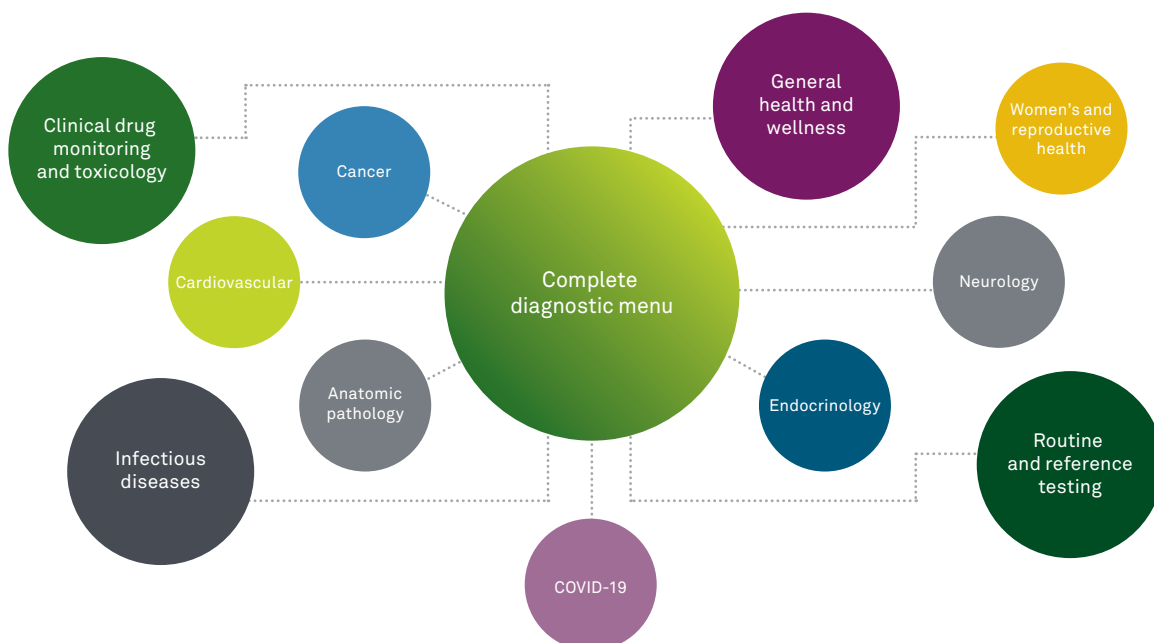 Clinical drug
monitoring
and toxicology
Cancer
General
health and
wellness
Women's and
reproductive
health
Cardiovascular
Complete
diagnostic menu
Neurology
Anatomic
pathology
Endocrinology
Infectious
diseases
Routine
and reference
testing
COVID-19